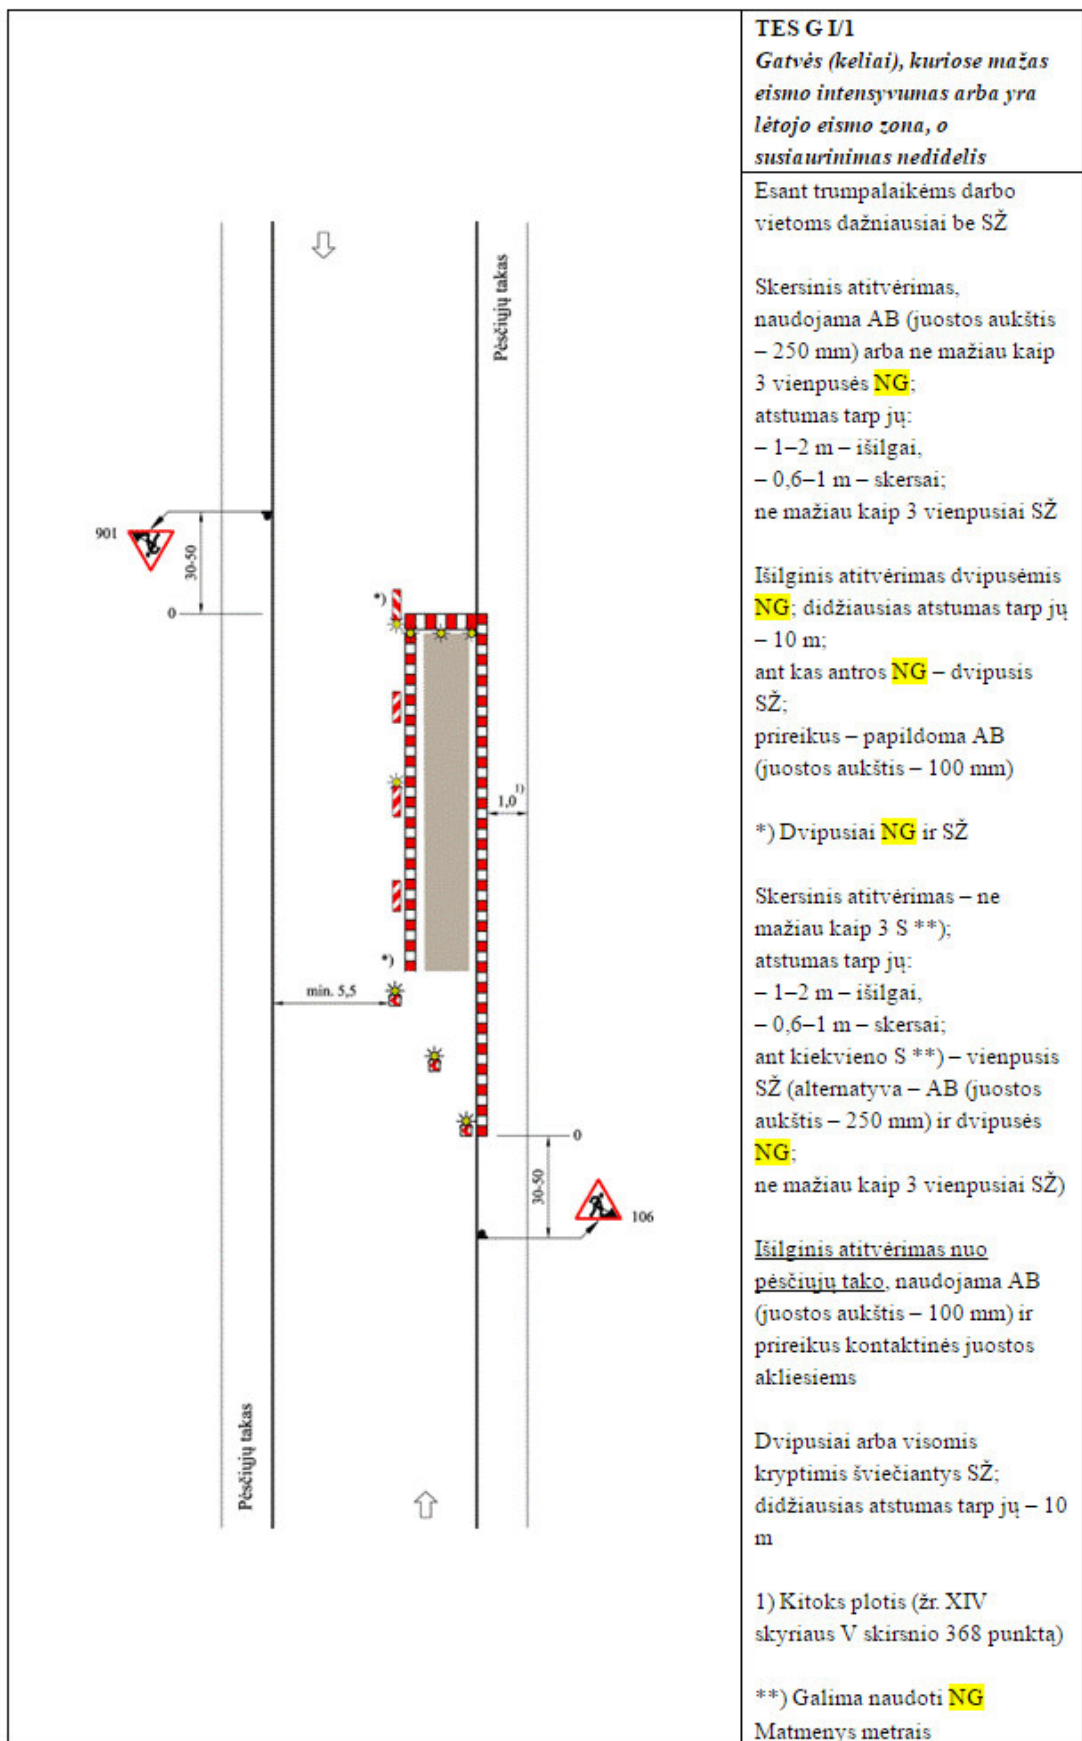 TES G I/1
Gatvės (keliai), kuriose mažas
eismo intensyvumas arba yra
lėtojo eismo zona, o
susiaurinimas nedidelis
Esant trumpalaikėms darbo
vietoms dažniausiai be SŽ
Skersinis atitvėrimas,
naudojama AB (juostos aukštis
– 250 mm) arba ne mažiau kaip
3 vienpusės NG;
atstumas tarp jų:
– 1–2 m – išilgai,
– 0,6–1 m – skersai;
ne mažiau kaip 3 vienpusiai SŽ
Išilginis atitvėrimas dvipusėmis
NG; didžiausias atstumas tarp jų
– 10 m;
ant kas antros NG – dvipusis
SŽ;
prireikus – papildoma AB
(juostos aukštis – 100 mm)
*) Dvipusiai NG ir SŽ
Skersinis atitvėrimas – ne
mažiau kaip 3 S **);
atstumas tarp jų:
– 1–2 m – išilgai,
– 0,6–1 m – skersai;
ant kiekvieno S **) – vienpusis
SŽ (alternatyva – AB (juostos
aukštis – 250 mm) ir dvipusės
NG;
ne mažiau kaip 3 vienpusiai SŽ)
Išilginis atitvėrimas nuo
pėsčiųjų tako, naudojama AB
(juostos aukštis – 100 mm) ir
prireikus kontaktinės juostos
akliesiems
Dvipusiai arba visomis
kryptimis šviečiantys SŽ;
didžiausias atstumas tarp jų – 10
m
1) Kitoks plotis (žr. XIV
skyriaus V skirsnio 368 punktą)
**) Galima naudoti NG
Matmenys metrais
Pėsčiųjų takas
901
30-50
0
*)
1,0 1)
*)
min. 5,5
0
30-50
106
Pėsčiųjų takas